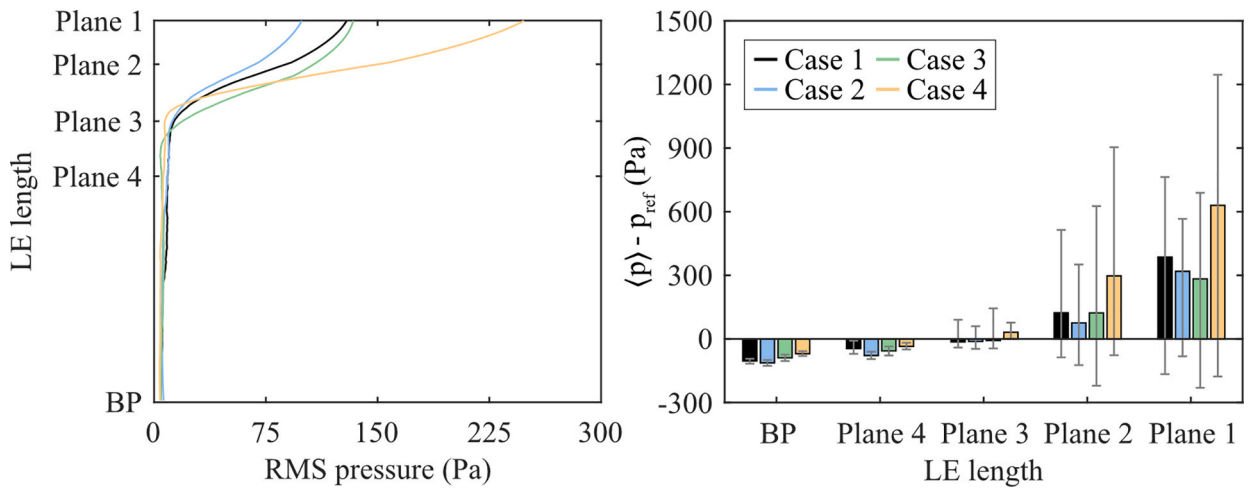 Plane 1
Plane 2
Plane 3
Plane 4
BP
LE length
0 75 150 225 300
RMS pressure (Pa)
1500
1200
900
600
300
0
-300
⟨p⟩ - pref (Pa)
Case 1 Case 3
Case 2 Case 4
BP Plane 4 Plane 3 Plane 2 Plane 1
LE length